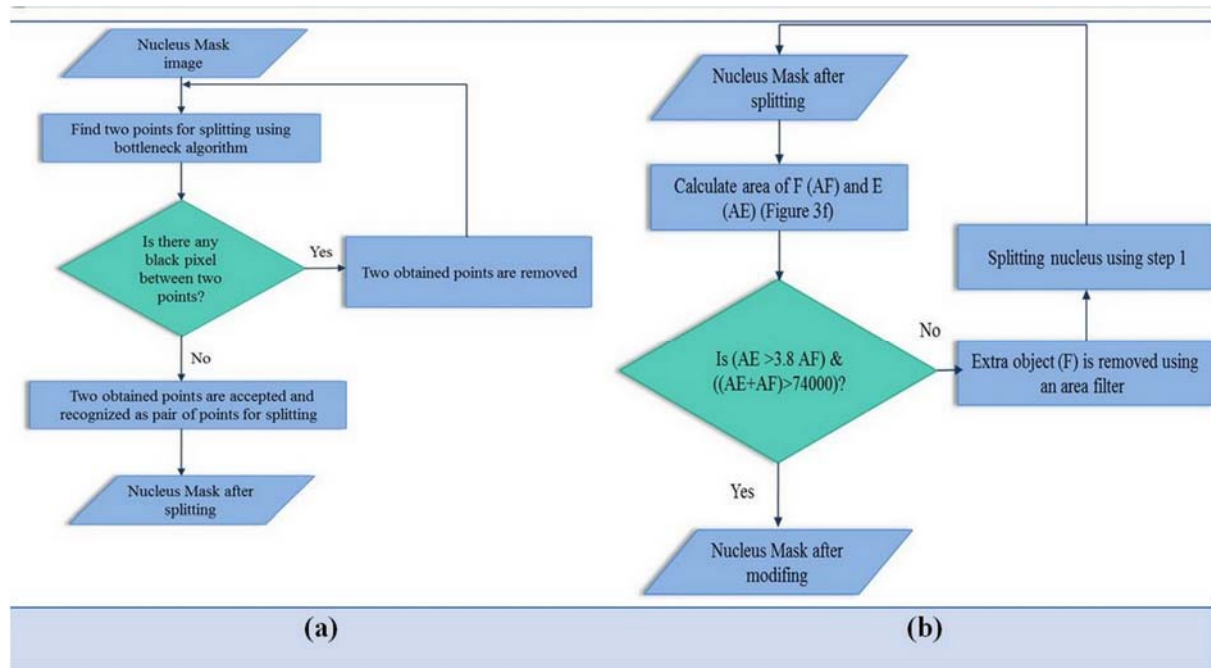 Nucleus Mask
image
Find two points for splitting using
bottleneck algorithm
Is there any
black pixel
between two
points?
Yes
Two obtained points are removed
No
Two obtained points are accepted and
recognized as pair of points for splitting
Nucleus Mask after
splitting
(a)
Nucleus Mask after
splitting
Calculate area of F (AF) and E
(AE) (Figure 3f)
Is (AE >3.8 AF) &
((AE+AF)>74000)?
No
Extra object (F) is removed using
an area filter
Splitting nucleus using step 1
Yes
Nucleus Mask after
modifing
(b)